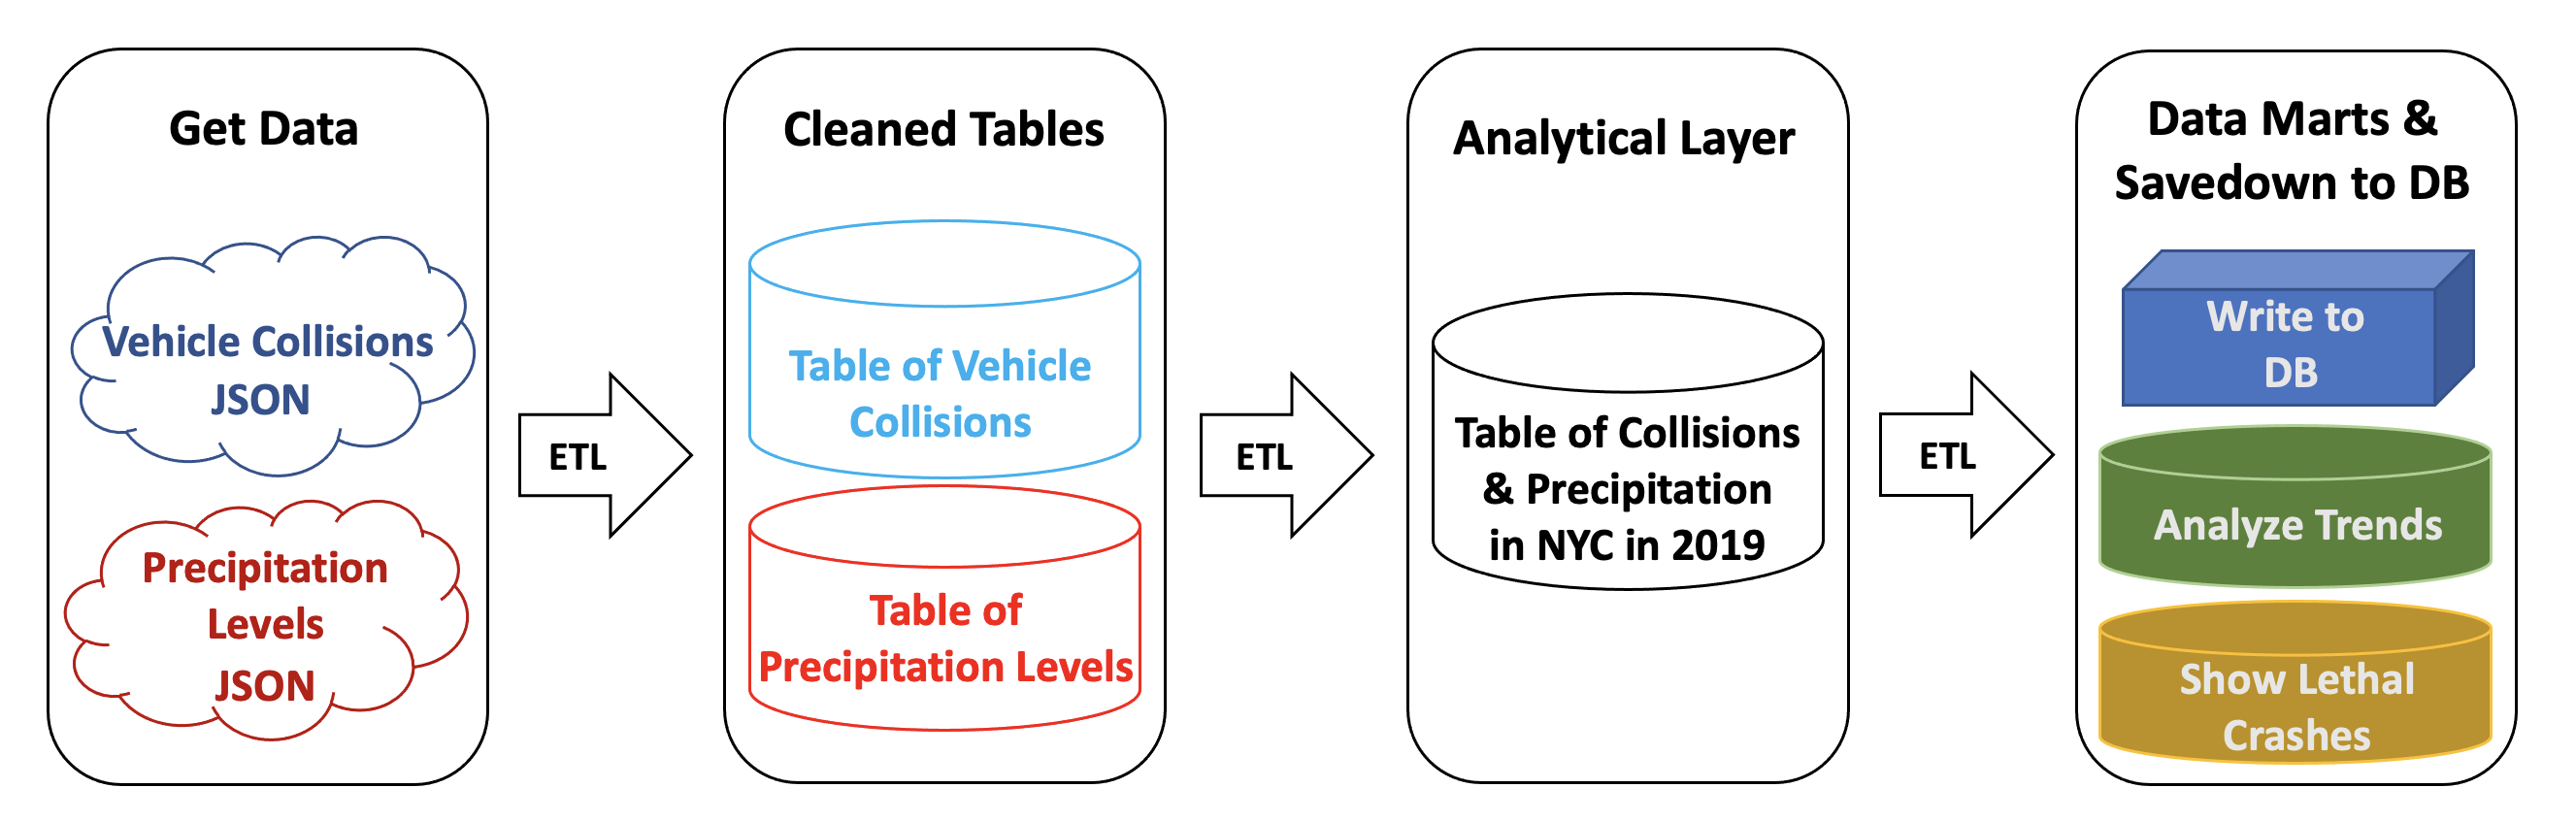 Get Data
Vehicle Collisions
JSON
Precipitation
Levels
JSON
ETL
Cleaned Tables
Table of Vehicle
Collisions
Table of
Precipitation Levels
ETL
Analytical Layer
Table of Collisions
& Precipitation
in NYC in 2019
ETL
Data Marts &
Savedown to DB
Write to
DB
Analyze Trends
Show Lethal
Crashes